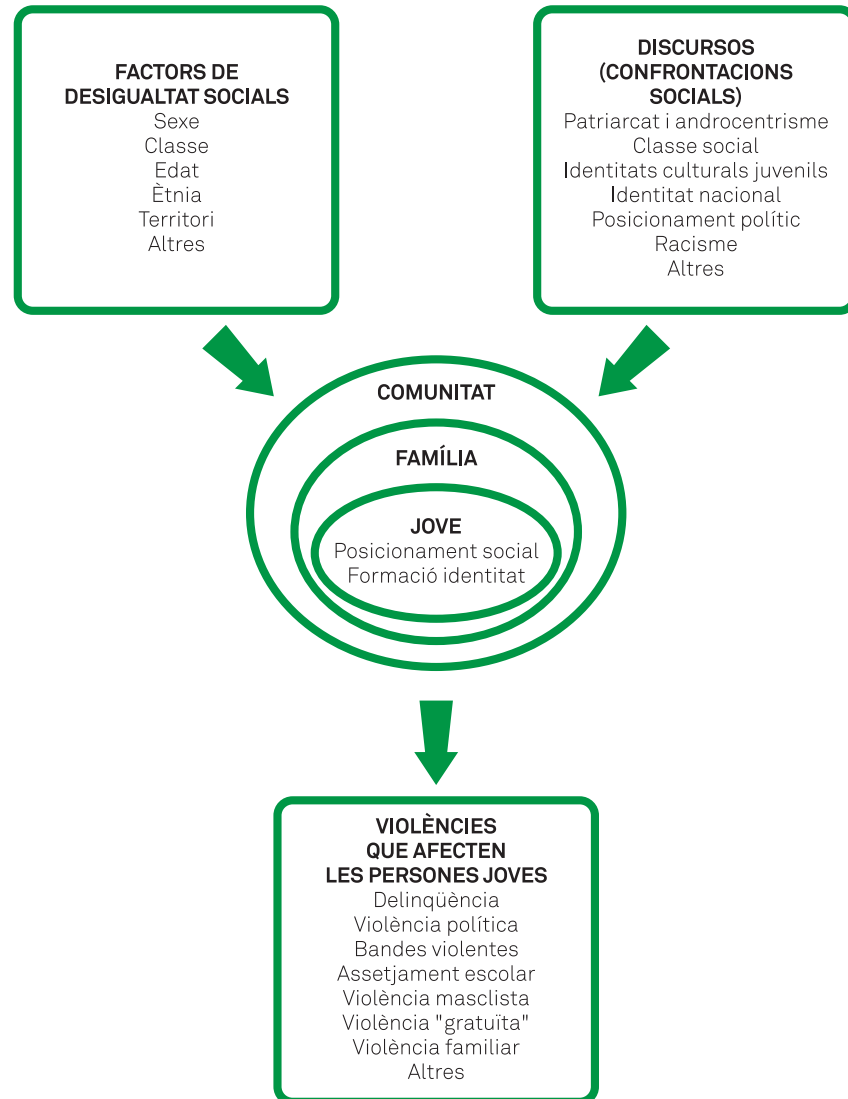 FACTORS DE
DESIGUALTAT SOCIALS
Sexe
Classe
Edat
Ètnia
Territori
Altres
DISCURSOS
(CONFRONTACIONS
SOCIALS)
Patriarcat i androcentrisme
Classe social
Identitats culturals juvenils
Identitat nacional
Posicionament polític
Racisme
Altres
COMUNITAT
FAMÍLIA
JOVE
Posicionament social
Formació identitat
VIOLÈNCIES
QUE AFECTEN
LES PERSONES JOVES
Delinqüència
Violència política
Bandes violentes
Assetjament escolar
Violència masclista
Violència "gratuïta"
Violència familiar
Altres